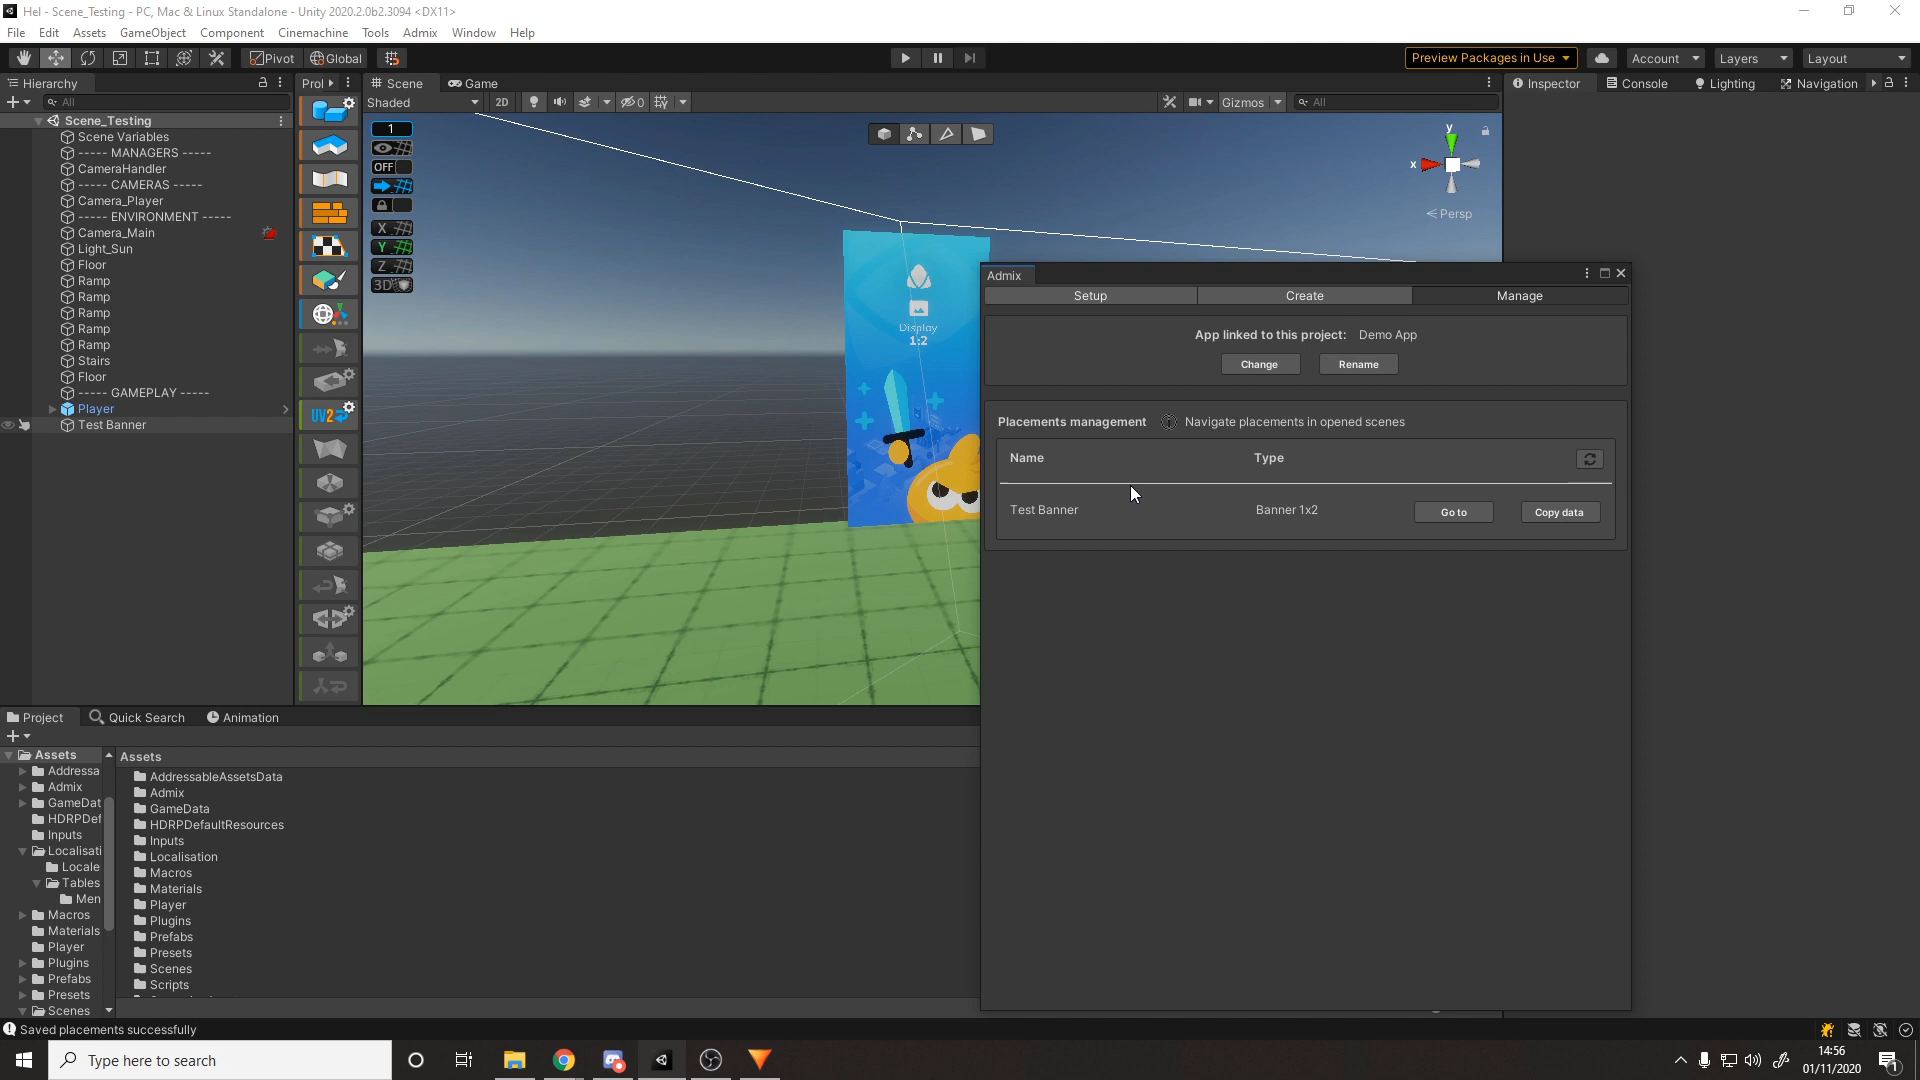 Hel - Scene_Testing - PC, Mac & Linux Standalone - Unity 2020.2.0b2.3094 <DX11>
File Edit Assets GameObject Component Cinemachine Tools Admix Window Help
Pivot Global Preview Packages in Use Account Layers Layout
Hierarchy Prol Scene Game Inspector Console Lighting Navigation
All Shaded 2D 0 Gizmos All
Scene_Testing
Scene Variables
----- MANAGERS -----
CameraHandler
----- CAMERAS -----
Camera_Player
----- ENVIRONMENT -----
Camera_Main
Light_Sun
Floor
Ramp
Ramp
Ramp
Ramp
Ramp
Stairs
Floor
----- GAMEPLAY -----
Player
Test Banner
UV2
1
OFF
X
Y
Z
3D
y
x
Persp
Display
1:2
Admix
Setup Create Manage
App linked to this project: Demo App
Change Rename
Placements management Navigate placements in opened scenes
Name Type
Test Banner Banner 1x2 Go to Copy data
Project Quick Search Animation
Assets
Addressa
Admix
GameDat
HDRPDef
Inputs
Localisati
Locale
Tables
Men
Macros
Materials
Player
Plugins
Prefabs
Presets
Scenes
Assets
AddressableAssetsData
Admix
GameData
HDRPDefaultResources
Inputs
Localisation
Macros
Materials
Player
Plugins
Prefabs
Presets
Scenes
Scripts
Saved placements successfully
Type here to search
14:56
01/11/2020
1